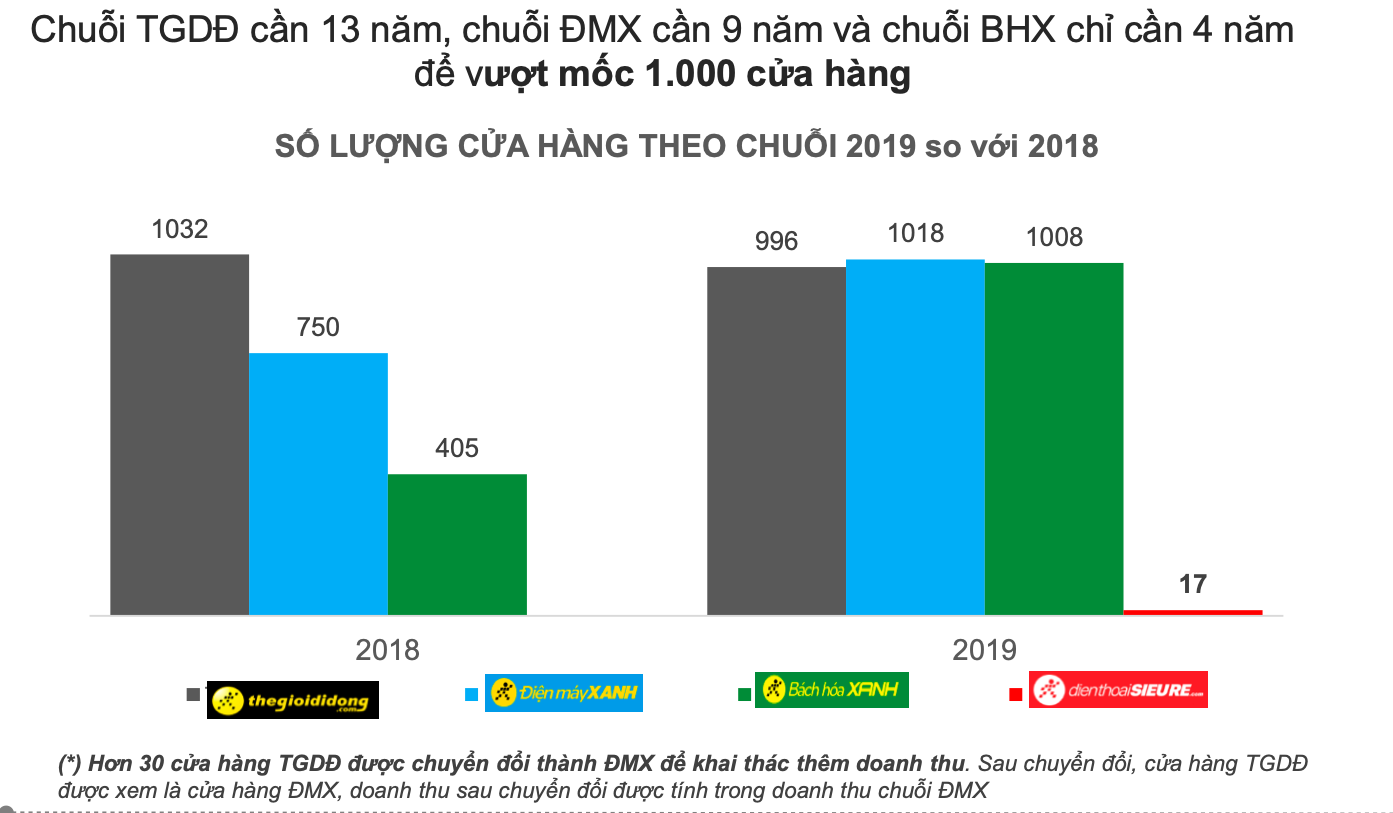 Chuỗi TGDĐ cần 13 năm, chuỗi ĐMX cần 9 năm và chuỗi BHX chỉ cần 4 năm
để vượt mốc 1.000 cửa hàng
SỐ LƯỢNG CỬA HÀNG THEO CHUỖI 2019 so với 2018
1032
750
405
996
1018
1008
17
2018
2019
thegioididong.com
Điện máy XANH
Bách hóa XANH
dienthoaiSIEURE.com
(*) Hơn 30 cửa hàng TGDĐ được chuyển đổi thành ĐMX để khai thác thêm doanh thu. Sau chuyển đổi, cửa hàng TGDĐ
được xem là cửa hàng ĐMX, doanh thu sau chuyển đổi được tính trong doanh thu chuỗi ĐMX